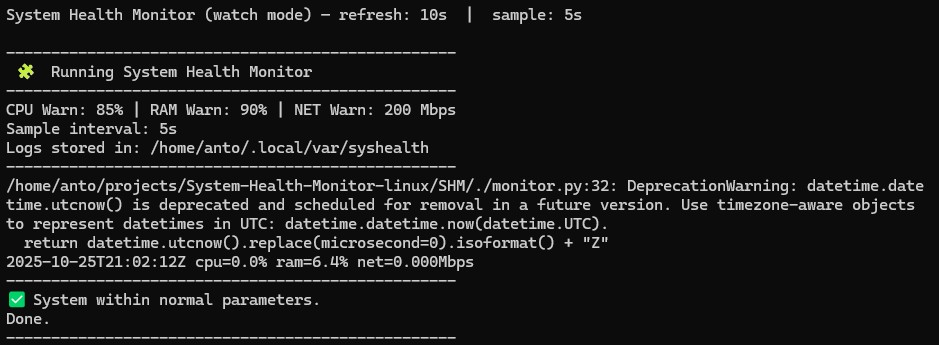 System Health Monitor (watch mode) — refresh: 10s  |  sample: 5s
--------------------------------------------------
🧩  Running System Health Monitor
--------------------------------------------------
CPU Warn: 85% | RAM Warn: 90% | NET Warn: 200 Mbps
Sample interval: 5s
Logs stored in: /home/anto/.local/var/syshealth
--------------------------------------------------
/home/anto/projects/System-Health-Monitor-linux/SHM/./monitor.py:32: DeprecationWarning: datetime.date
time.utcnow() is deprecated and scheduled for removal in a future version. Use timezone-aware objects
to represent datetimes in UTC: datetime.datetime.now(datetime.UTC).
  return datetime.utcnow().replace(microsecond=0).isoformat() + "Z"
2025-10-25T21:02:12Z cpu=0.0% ram=6.4% net=0.000Mbps
--------------------------------------------------
✅ System within normal parameters.
Done.
--------------------------------------------------